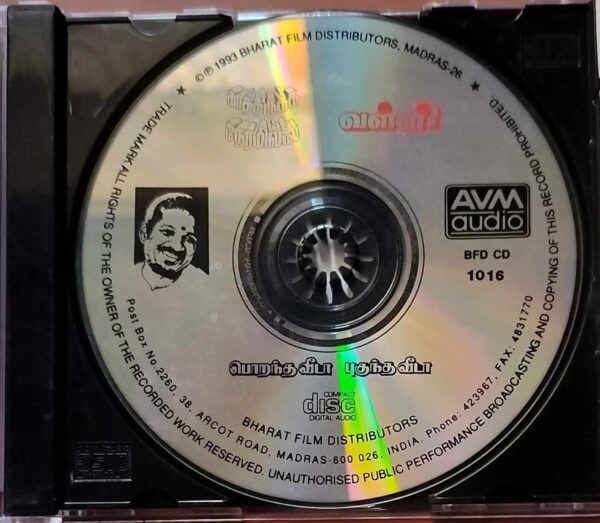 ©℗ 1993 BHARAT FILM DISTRIBUTORS, MADRAS-26
★ TRADE MARK ALL RIGHTS OF THE OWNER OF THE RECORDED WORK RESERVED. UNAUTHORISED PUBLIC PERFORMANCE BROADCASTING AND COPYING OF THIS RECORD PROHIBITED. ★
வள்ளி
AVM
audio
BFD CD
1016
பொறந்த வீடா புகுந்த வீடா
COMPACT
disc
DIGITAL AUDIO
BHARAT FILM DISTRIBUTORS
Post Box No.2260, 38, ARCOT ROAD, MADRAS-600 026, INDIA. Phone: 423967, FAX: 4831770